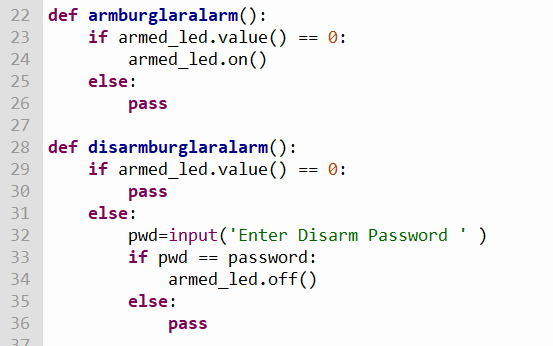 22 def armburglaralarm():
23     if armed_led.value() == 0:
24         armed_led.on()
25     else:
26         pass
27
28 def disarmburglaralarm():
29     if armed_led.value() == 0:
30         pass
31     else:
32         pwd=input('Enter Disarm Password ' )
33         if pwd == password:
34             armed_led.off()
35         else:
36             pass
37